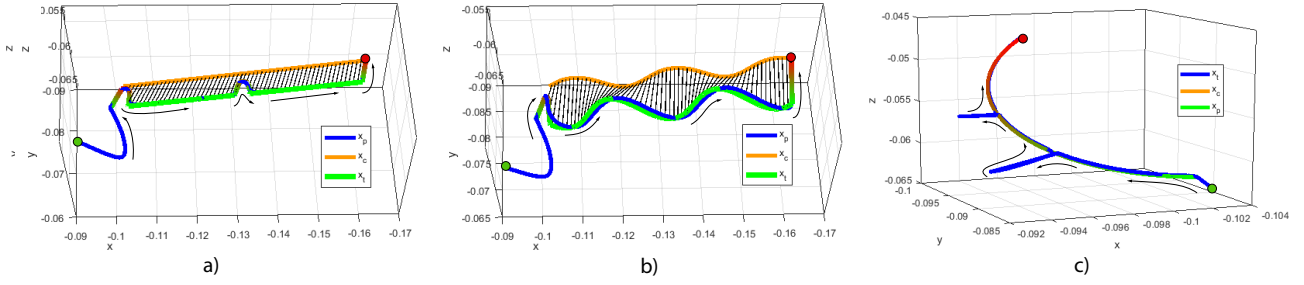 -0.055
z
z
-0.06
0.065
-0.09
-0.08
y
-0.07
-0.06
-0.09
-0.1
-0.11
-0.12
-0.13
-0.14
-0.15
-0.16
-0.17
x
x_p
x_c
x_t
a)
-0.055
z
z
-0.06
0.065
-0.09
-0.085
-0.08
y
-0.075
-0.07
-0.065
-0.09
-0.1
-0.11
-0.12
-0.13
-0.14
-0.15
-0.16
-0.17
x
x_p
x_c
x_t
b)
-0.045
-0.05
z
-0.055
-0.06
-0.065
-0.1
-0.095
-0.09
y
-0.085
-0.092
-0.094
-0.096
-0.098
-0.1
-0.102
-0.104
x
x_t
x_c
x_p
c)